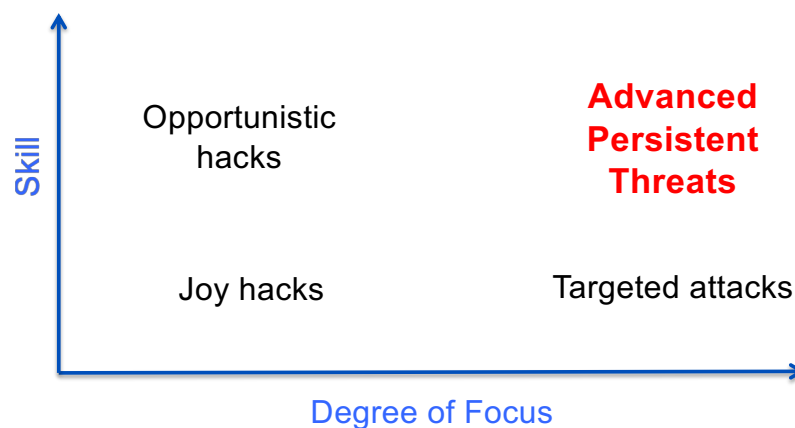 Skill
Opportunistic
hacks
Advanced
Persistent
Threats
Joy hacks
Targeted attacks
Degree of Focus